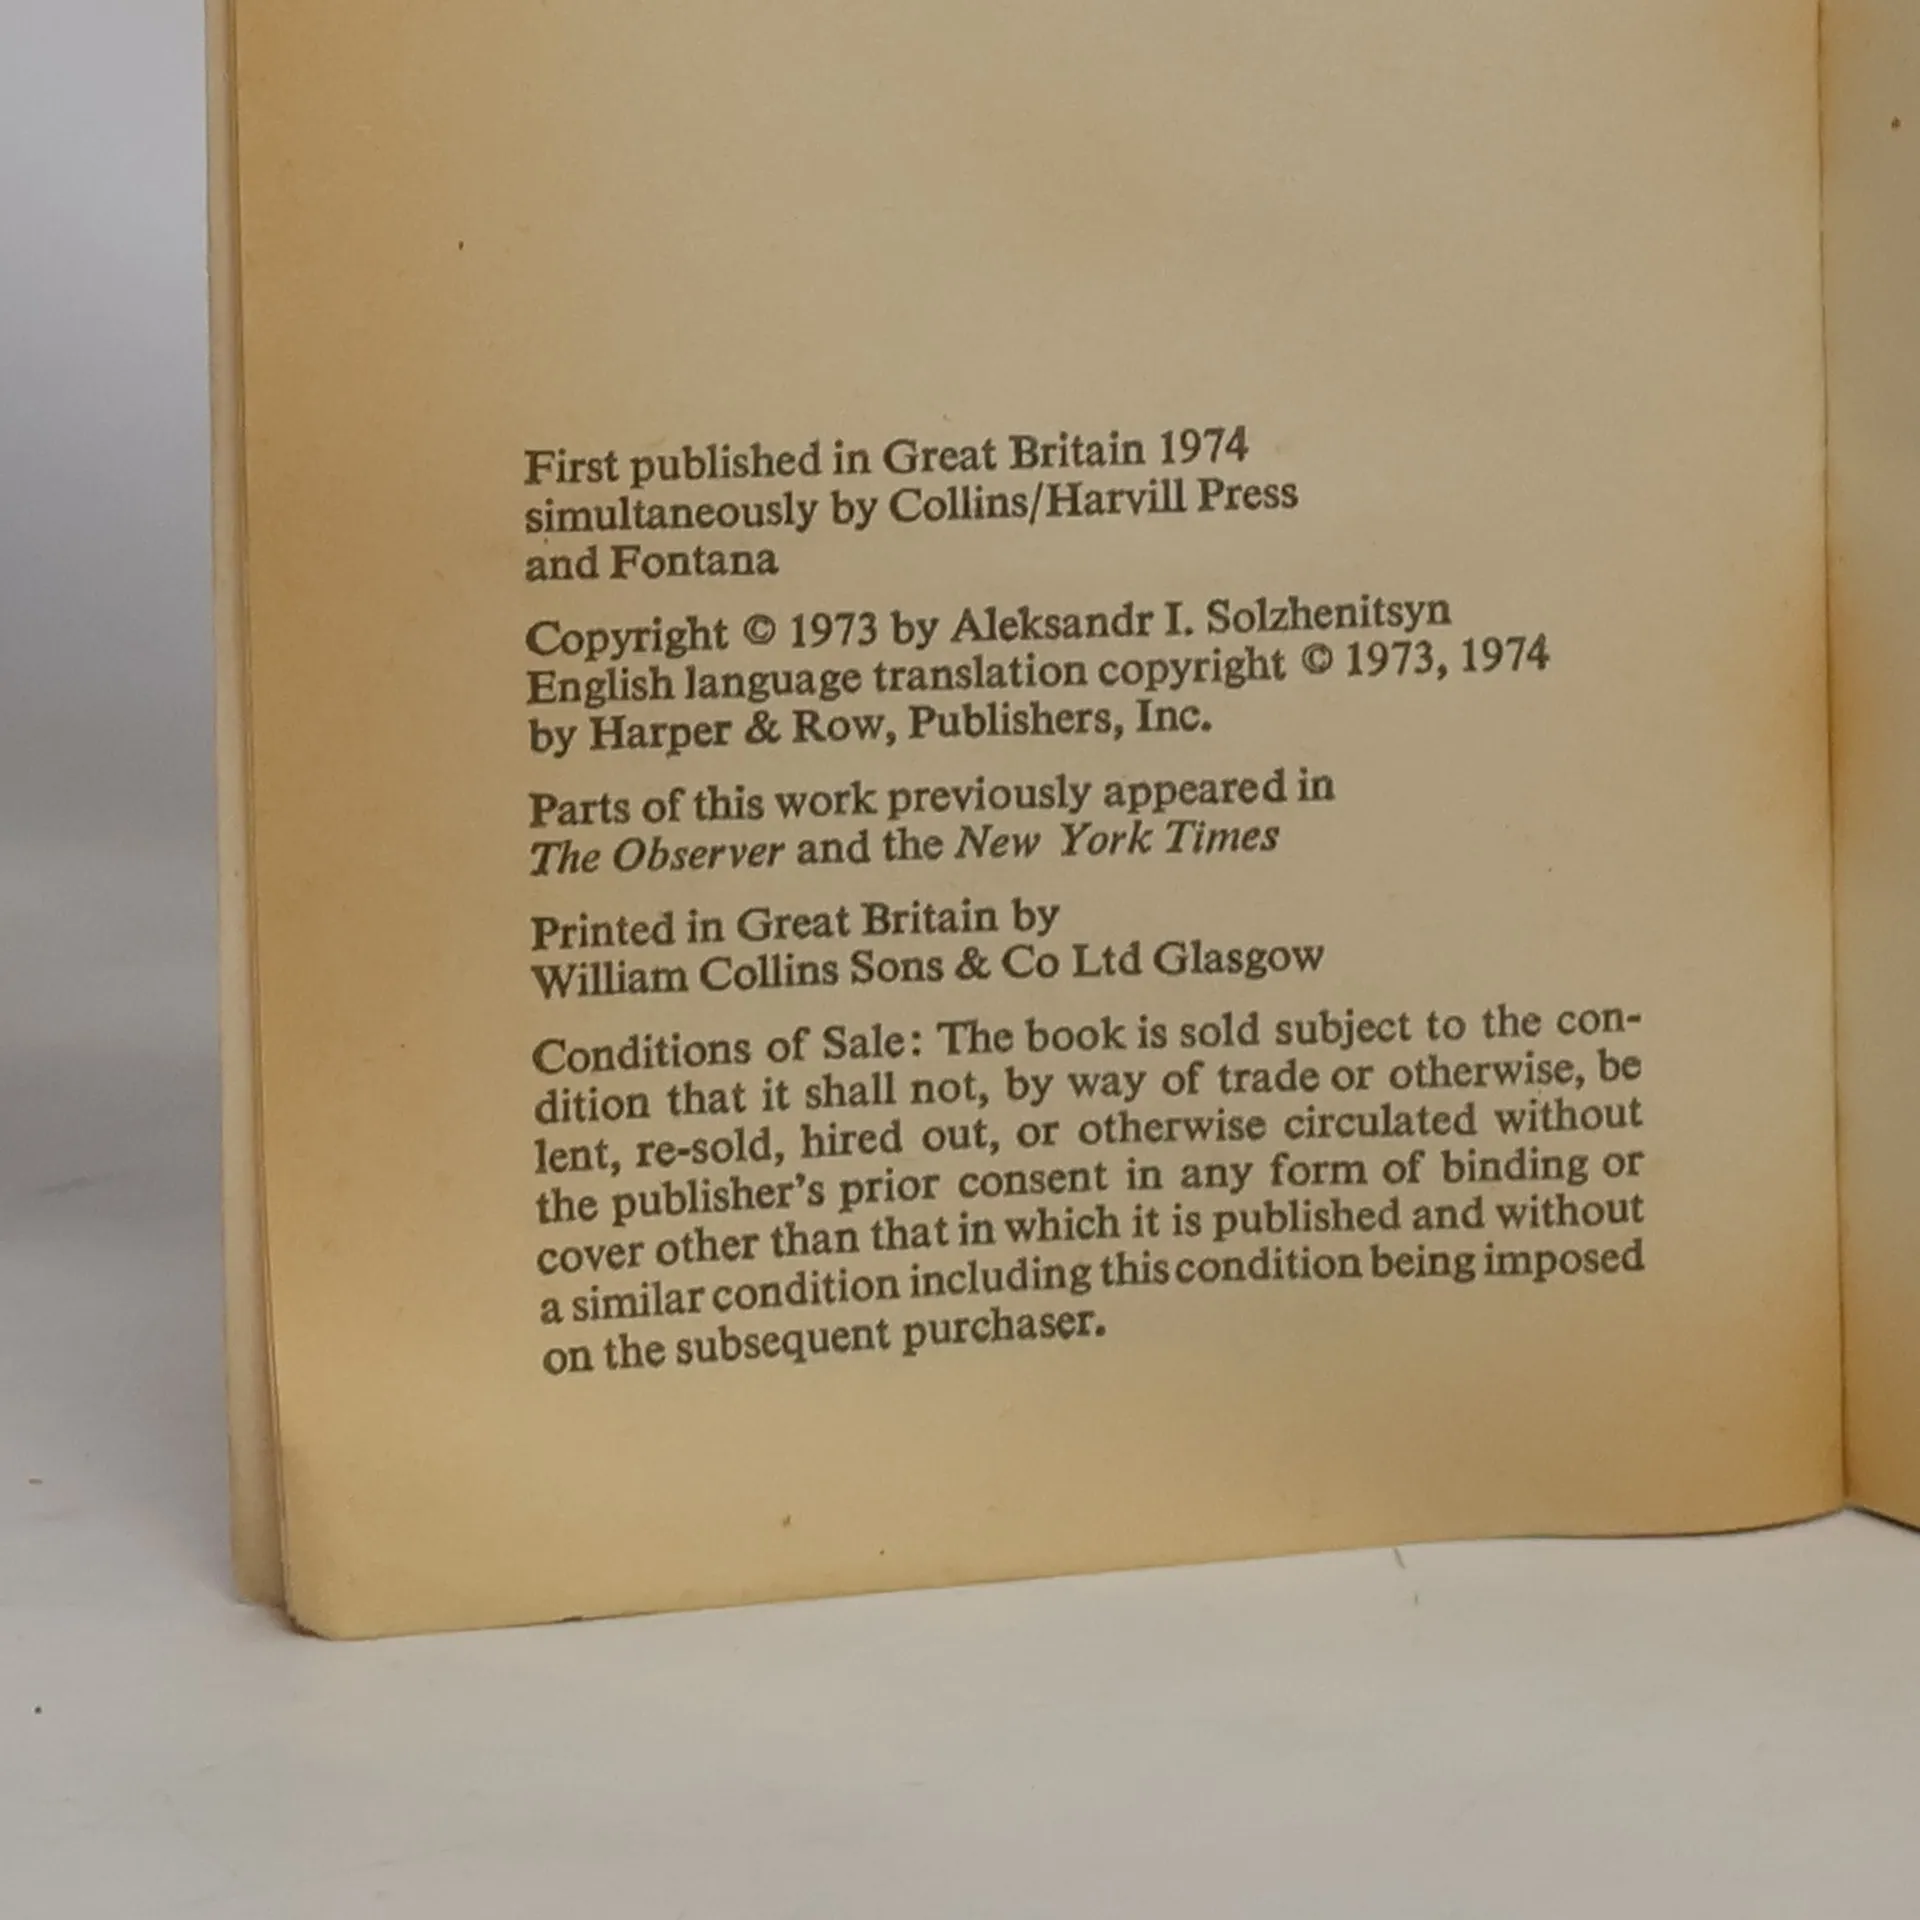 First published in Great Britain 1974
simultaneously by Collins/Harvill Press
and Fontana
Copyright © 1973 by Aleksandr I. Solzhenitsyn
English language translation copyright © 1973, 1974
by Harper & Row, Publishers, Inc.
Parts of this work previously appeared in
The Observer and the New York Times
Printed in Great Britain by
William Collins Sons & Co Ltd Glasgow
Conditions of Sale: The book is sold subject to the con-
dition that it shall not, by way of trade or otherwise, be
lent, re-sold, hired out, or otherwise circulated without
the publisher's prior consent in any form of binding or
cover other than that in which it is published and without
a similar condition including this condition being imposed
on the subsequent purchaser.